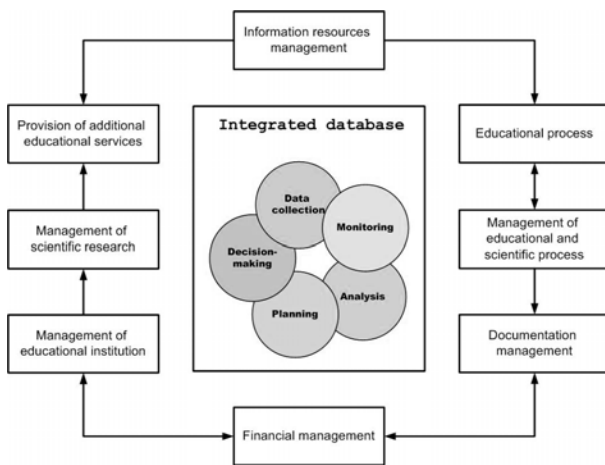 Information resources
management
Provision of additional
educational services
Integrated database
Educational process
Data
collection
Monitoring
Management of
scientific research
Decision-
making
Management of
educational and
scientific process
Analysis
Planning
Management of
educational institution
Documentation
management
Financial management